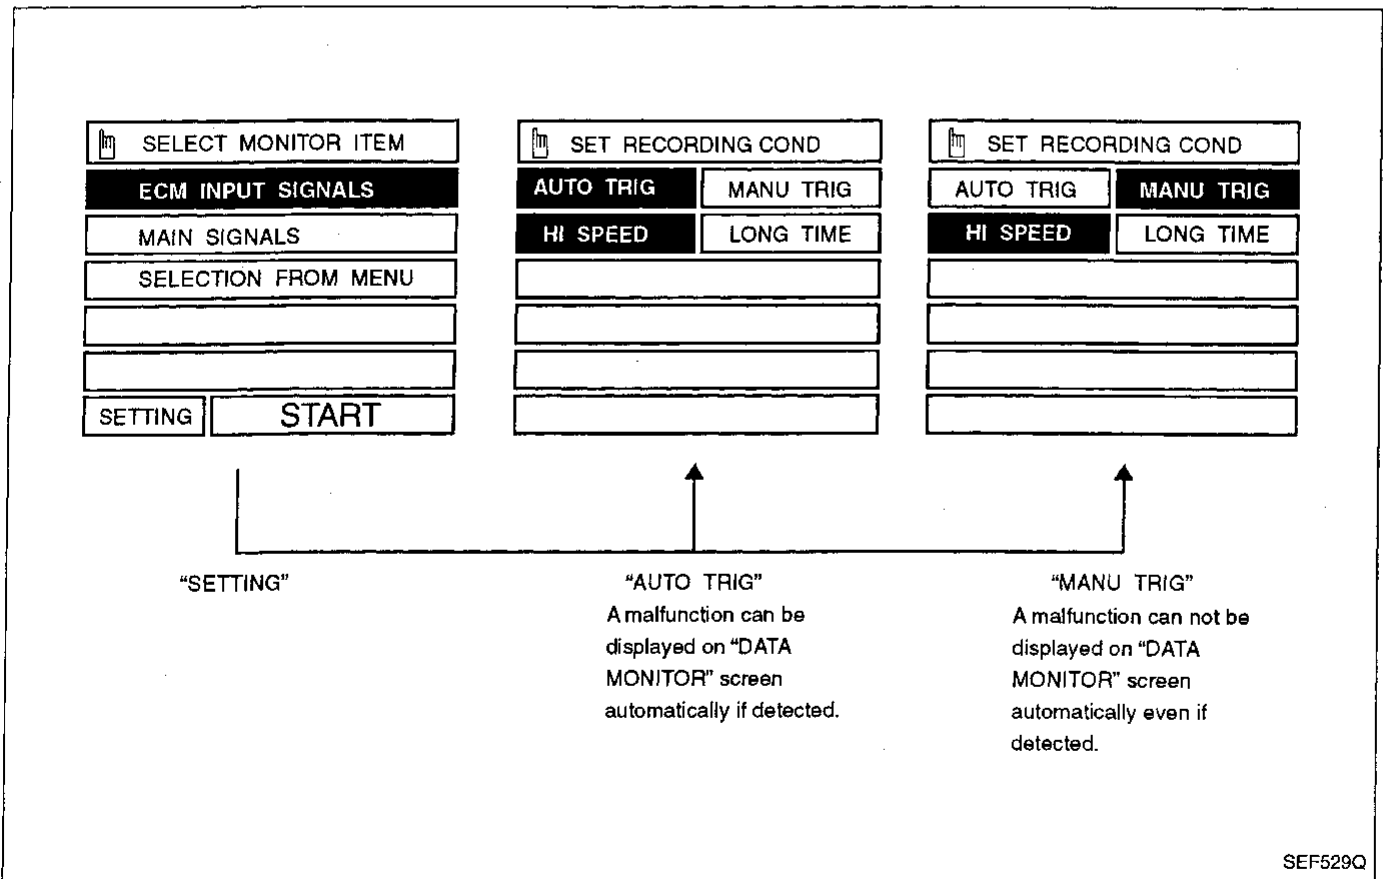 SELECT MONITOR ITEM
ECM INPUT SIGNALS
MAIN SIGNALS
SELECTION FROM MENU
SETTING
START
SET RECORDING COND
AUTO TRIG
MANU TRIG
HI SPEED
LONG TIME
SET RECORDING COND
AUTO TRIG
MANU TRIG
HI SPEED
LONG TIME
“SETTING”
“AUTO TRIG”
A malfunction can be
displayed on “DATA
MONITOR” screen
automatically if detected.
“MANU TRIG”
A malfunction can not be
displayed on “DATA
MONITOR” screen
automatically even if
detected.
SEF529Q